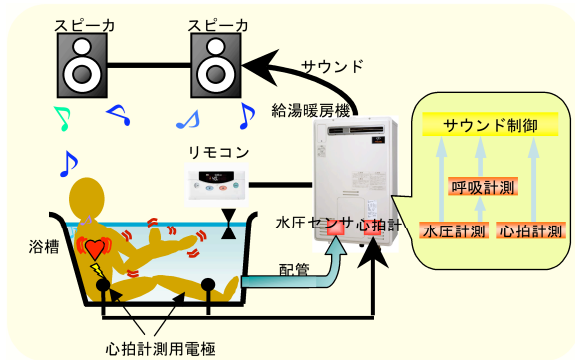 スピーカ
スピーカ
サウンド
給湯暖房機
サウンド制御
リモコン
呼吸計測
水圧センサ
心拍計
水圧計測
心拍計測
浴槽
配管
心拍計測用電極